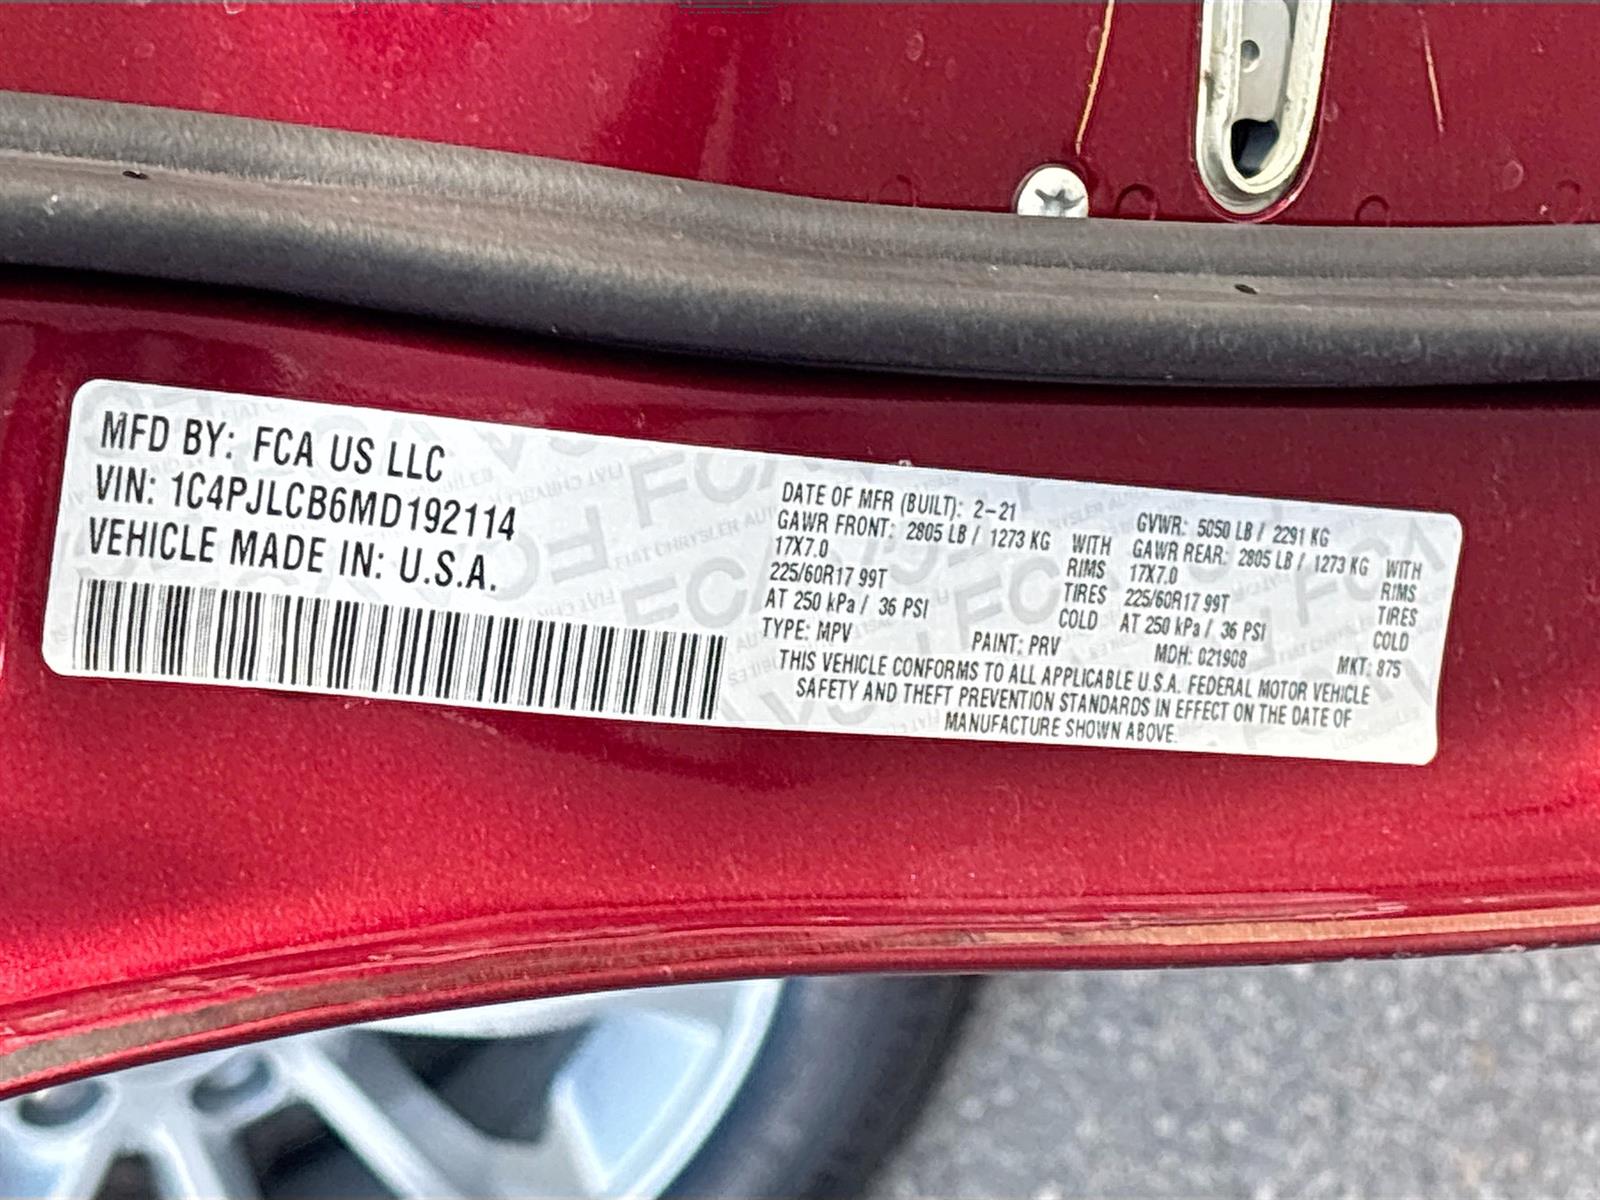 MFD BY: FCA US LLC
VIN: 1C4PJLCB6MD192114
VEHICLE MADE IN: U.S.A.
DATE OF MFR (BUILT): 2-21
GAWR FRONT: 2805 LB / 1273 KG WITH
17X7.0 RIMS
225/60R17 99T TIRES
AT 250 kPa / 36 PSI COLD
GVWR: 5050 LB / 2291 KG
GAWR REAR: 2805 LB / 1273 KG WITH
17X7.0 RIMS
225/60R17 99T TIRES
AT 250 kPa / 36 PSI COLD
TYPE: MPV PAINT: PRV MDH: 021908 MKT: 875
THIS VEHICLE CONFORMS TO ALL APPLICABLE U.S.A. FEDERAL MOTOR VEHICLE
SAFETY AND THEFT PREVENTION STANDARDS IN EFFECT ON THE DATE OF
MANUFACTURE SHOWN ABOVE.